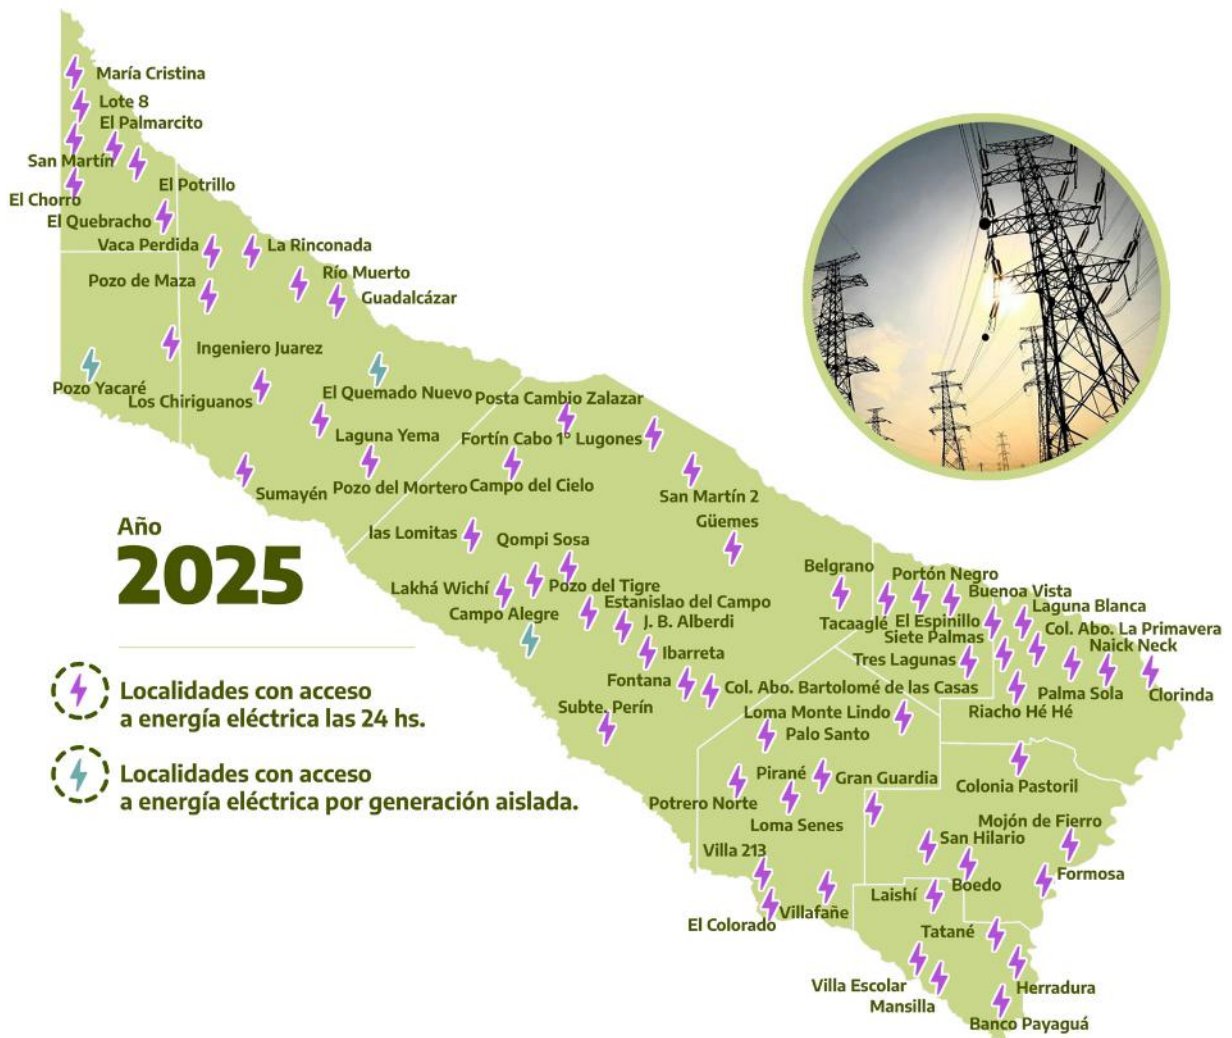 María Cristina
Lote 8
El Palmarcito
San Martín
El Potrillo
El Chorro
El Quebracho
Vaca Perdida
La Rinconada
Río Muerto
Pozo de Maza
Guadalcázar
Ingeniero Juarez
Pozo Yacaré
El Quemado Nuevo
Los Chiriguanos
Posta Cambio Zalazar
Laguna Yema
Fortín Cabo 1° Lugones
Sumayén
Pozo del Mortero
Campo del Cielo
San Martín 2
Güemes
las Lomitas
Qompi Sosa
Belgrano
Portón Negro
Lakhá Wichí
Pozo del Tigre
Buenoa Vista
Estanislao del Campo
Laguna Blanca
Campo Alegre
J. B. Alberdi
Tacaaglé
El Espinillo
Col. Abo. La Primavera
Siete Palmas
Naick Neck
Ibarreta
Tres Lagunas
Fontana
Col. Abo. Bartolomé de las Casas
Palma Sola
Clorinda
Subte. Perín
Loma Monte Lindo
Riacho Hé Hé
Palo Santo
Pirané
Gran Guardia
Colonia Pastoril
Potrero Norte
Loma Senes
Mojón de Fierro
San Hilario
Villa 213
Formosa
Boedo
Laishí
Villafañe
El Colorado
Tatané
Villa Escolar
Herradura
Mansilla
Banco Payaguá
Año
2025
Localidades con acceso
a energía eléctrica las 24 hs.
Localidades con acceso
a energía eléctrica por generación aislada.